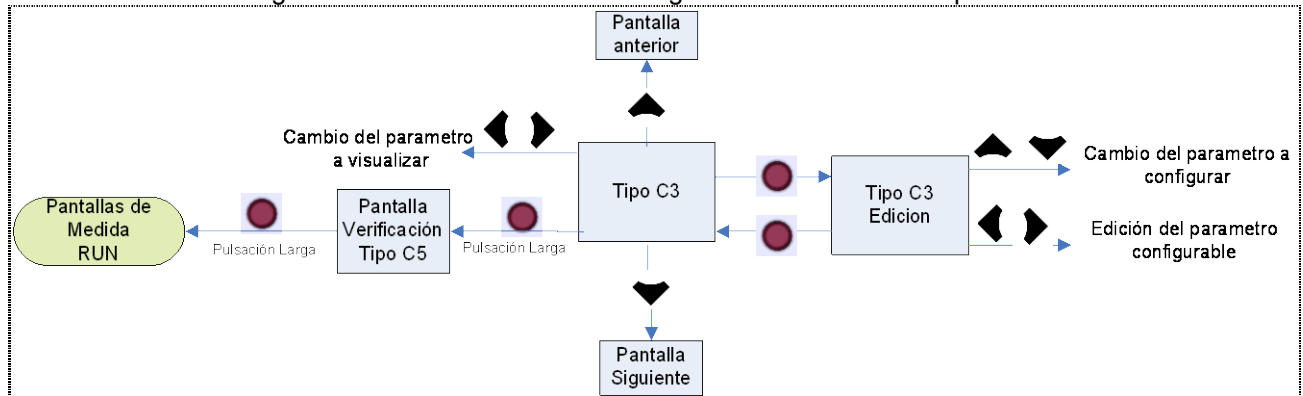 Pantalla
anterior
Cambio del parametro
a visualizar
Tipo C3
Tipo C3
Edicion
Cambio del parametro a
configurar
Edición del parametro
configurable
Pantallas de
Medida
RUN
Pulsación Larga
Pantalla
Verificación
Tipo C5
Pulsación Larga
Pantalla
Siguiente